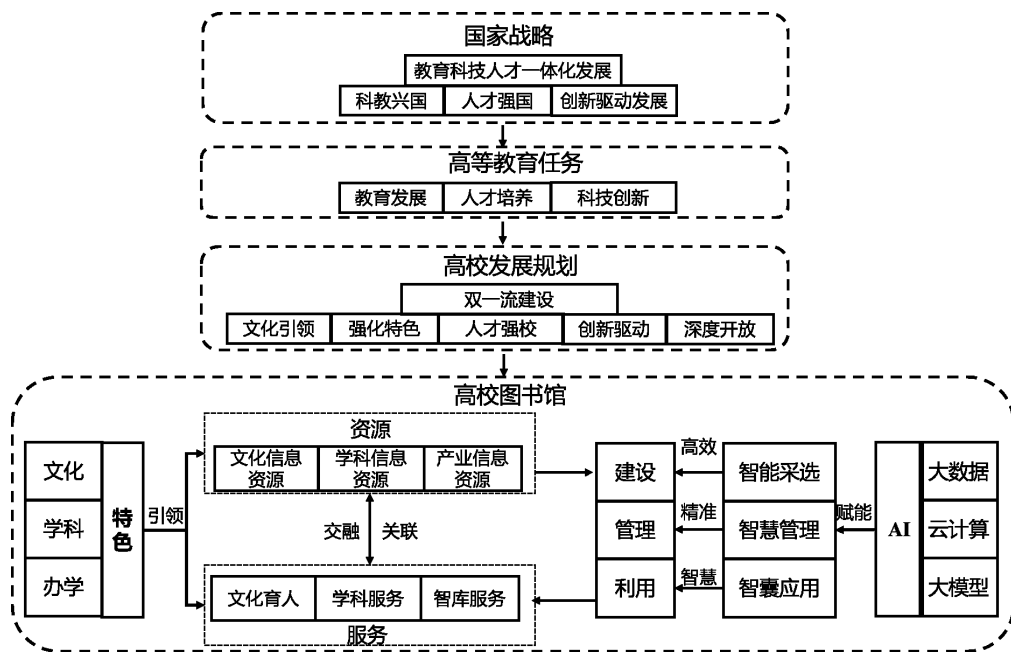 国家战略
教育科技人才一体化发展
科教兴国 人才强国 创新驱动发展
高等教育任务
教育发展 人才培养 科技创新
高校发展规划
双一流建设
文化引领 强化特色 人才强校 创新驱动 深度开放
高校图书馆
文化
学科
办学
特色
引领
资源
文化信息资源
学科信息资源
产业信息资源
交融 关联
文化育人 学科服务 智库服务
服务
建设
管理
利用
高效
精准
智慧
智能采选
智慧管理
智囊应用
赋能
AI
大数据
云计算
大模型